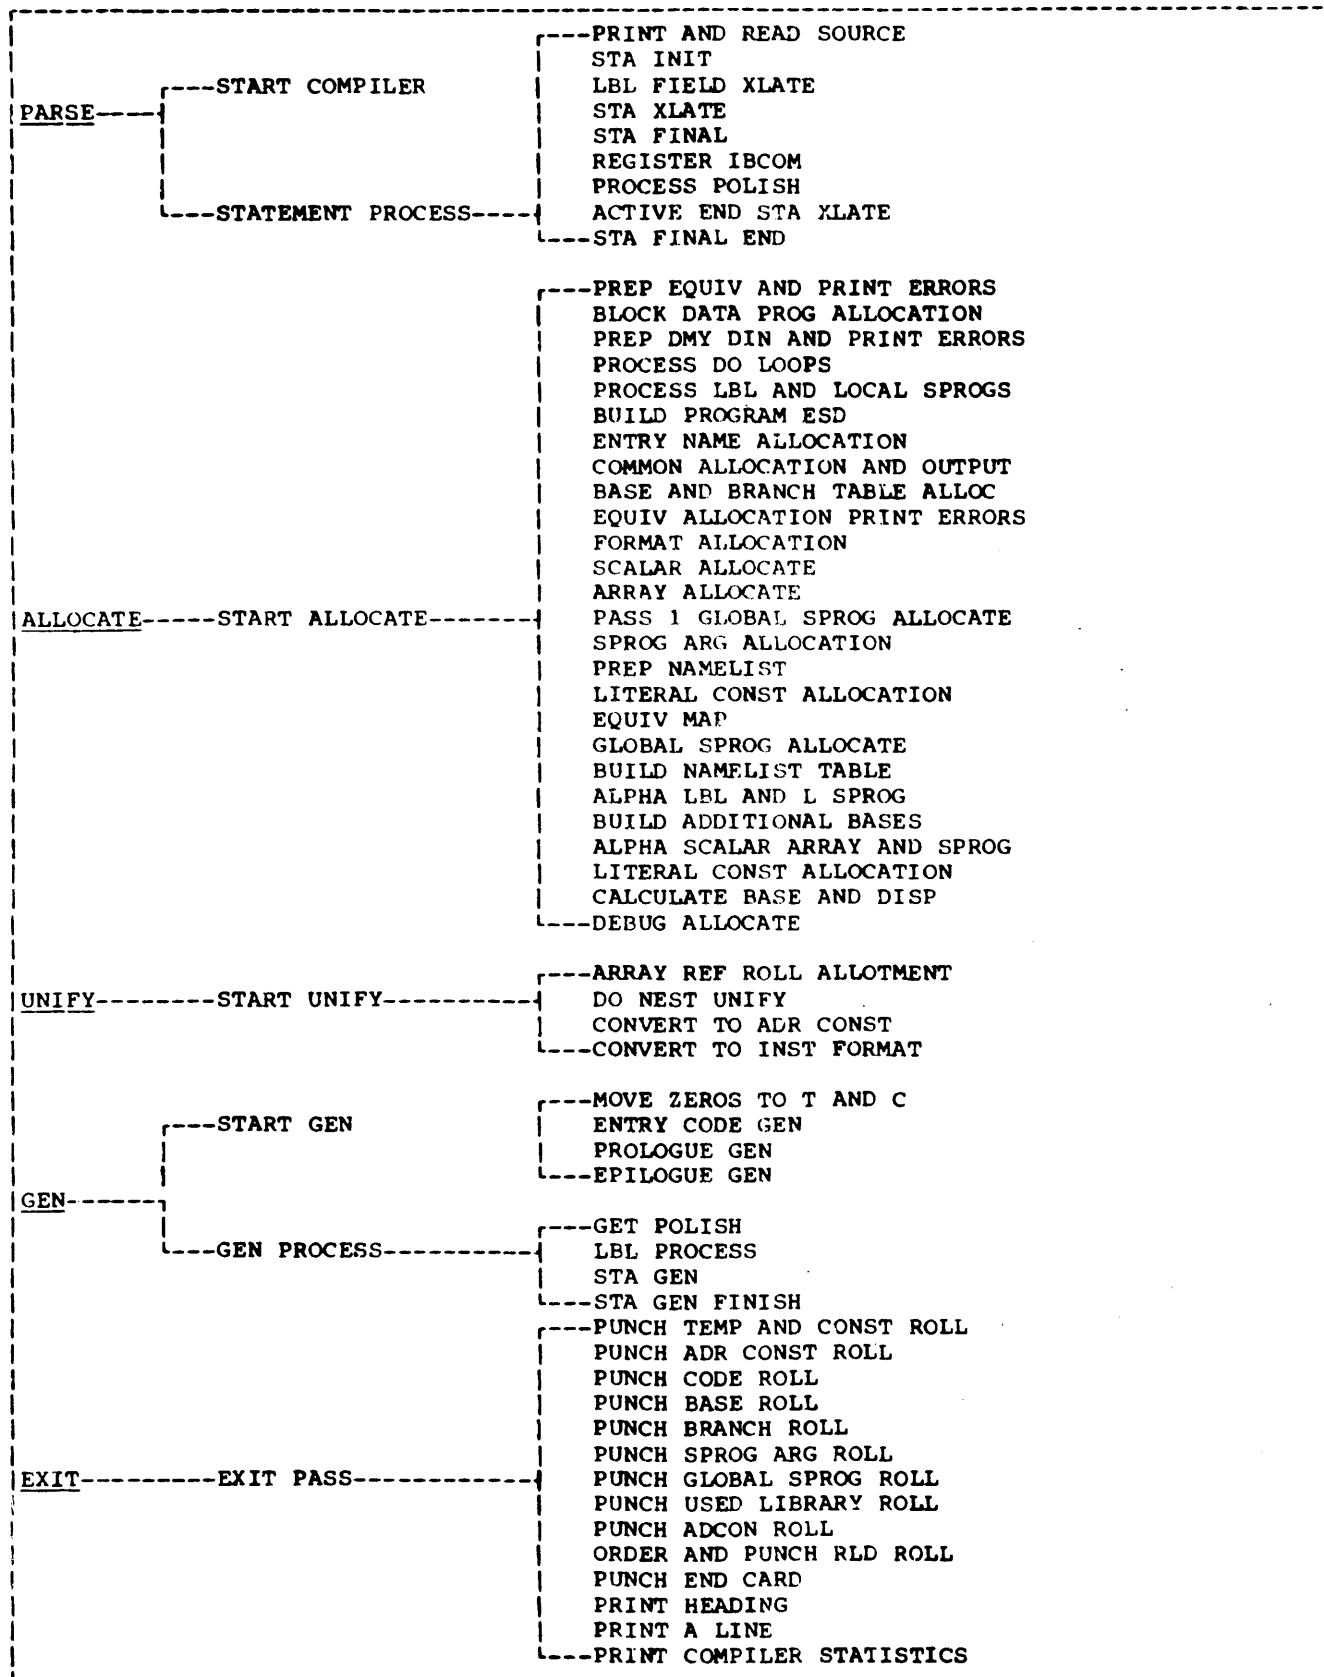 PRINT AND READ SOURCE
STA INIT
START COMPILER LBL FIELD XLATE
PARSE STA XLATE
STA FINAL
REGISTER IBCOM
PROCESS POLISH
STATEMENT PROCESS ACTIVE END STA XLATE
STA FINAL END
PREP EQUIV AND PRINT ERRORS
BLOCK DATA PROG ALLOCATION
PREP DMY DIN AND PRINT ERRORS
PROCESS DO LOOPS
PROCESS LBL AND LOCAL SPROGS
BUILD PROGRAM ESD
ENTRY NAME ALLOCATION
COMMON ALLOCATION AND OUTPUT
BASE AND BRANCH TABLE ALLOC
EQUIV ALLOCATION PRINT ERRORS
FORMAT ALLOCATION
SCALAR ALLOCATE
ARRAY ALLOCATE
ALLOCATE START ALLOCATE PASS 1 GLOBAL SPROG ALLOCATE
SPROG ARG ALLOCATION
PREP NAMELIST
LITERAL CONST ALLOCATION
EQUIV MAP
GLOBAL SPROG ALLOCATE
BUILD NAMELIST TABLE
ALPHA LBL AND L SPROG
BUILD ADDITIONAL BASES
ALPHA SCALAR ARRAY AND SPROG
LITERAL CONST ALLOCATION
CALCULATE BASE AND DISP
DEBUG ALLOCATE
ARRAY REF ROLL ALLOTMENT
UNIFY START UNIFY DO NEST UNIFY
CONVERT TO ADR CONST
CONVERT TO INST FORMAT
MOVE ZEROS TO T AND C
START GEN ENTRY CODE GEN
PROLOGUE GEN
EPILOGUE GEN
GEN
GET POLISH
GEN PROCESS LBL PROCESS
STA GEN
STA GEN FINISH
PUNCH TEMP AND CONST ROLL
PUNCH ADR CONST ROLL
PUNCH CODE ROLL
PUNCH BASE ROLL
PUNCH BRANCH ROLL
PUNCH SPROG ARG ROLL
EXIT EXIT PASS PUNCH GLOBAL SPROG ROLL
PUNCH USED LIBRARY ROLL
PUNCH ADCON ROLL
ORDER AND PUNCH RLD ROLL
PUNCH END CARD
PRINT HEADING
PRINT A LINE
PRINT COMPILER STATISTICS